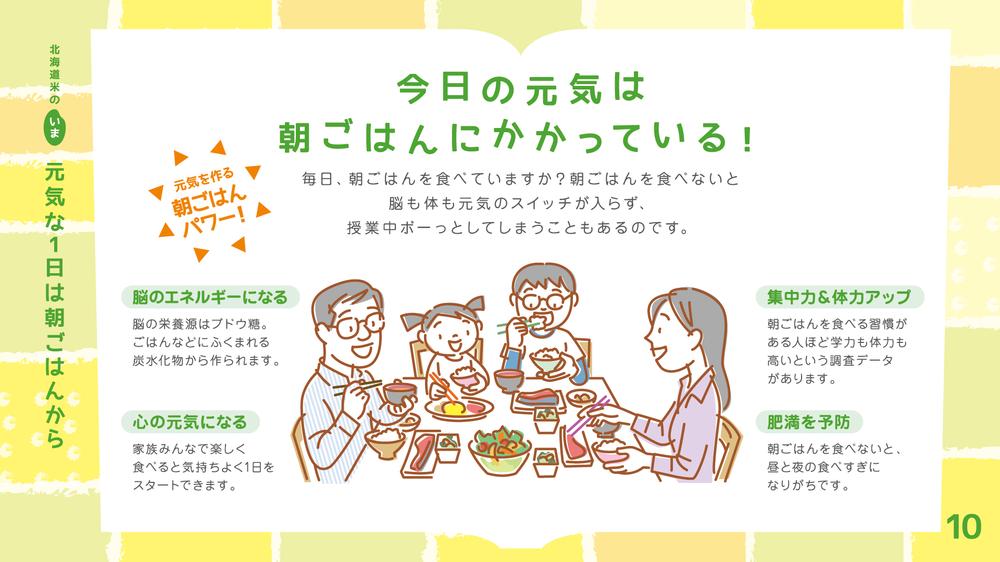 北海道米の
いま
元気な1日は朝ごはんから
今日の元気は
朝ごはんにかかっている!
元気を作る
朝ごはん
パワー!
毎日、朝ごはんを食べていますか?朝ごはんを食べないと
脳も体も元気のスイッチが入らず、
授業中ボーっとしてしまうこともあるのです。
脳のエネルギーになる
脳の栄養源はブドウ糖。
ごはんなどにふくまれる
炭水化物から作られます。
心の元気になる
家族みんなで楽しく
食べると気持ちよく1日を
スタートできます。
集中力&体力アップ
朝ごはんを食べる習慣が
ある人ほど学力も体力も
高いという調査データ
があります。
肥満を予防
朝ごはんを食べないと、
昼と夜の食べすぎに
なりがちです。
10